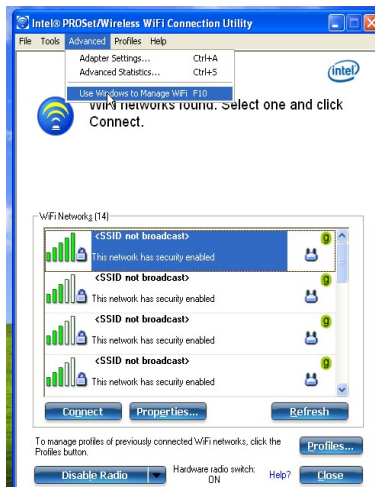 Intel® PROSet/Wireless WiFi Connection Utility
File Tools Advanced Profiles Help
Adapter Settings... Ctrl+A
Advanced Statistics... Ctrl+S
Use Windows to Manage WiFi F10
intel
WiFi networks found. Select one and click
Connect.
WiFi Networks (14)
<SSID not broadcast>
g
This network has security enabled
<SSID not broadcast>
g
This network has security enabled
<SSID not broadcast>
g
This network has security enabled
<SSID not broadcast>
g
This network has security enabled
Connect Properties... Refresh
To manage profiles of previously connected WiFi networks, click the
Profiles button.
Profiles...
Disable Radio
Hardware radio switch:
ON
Help? Close